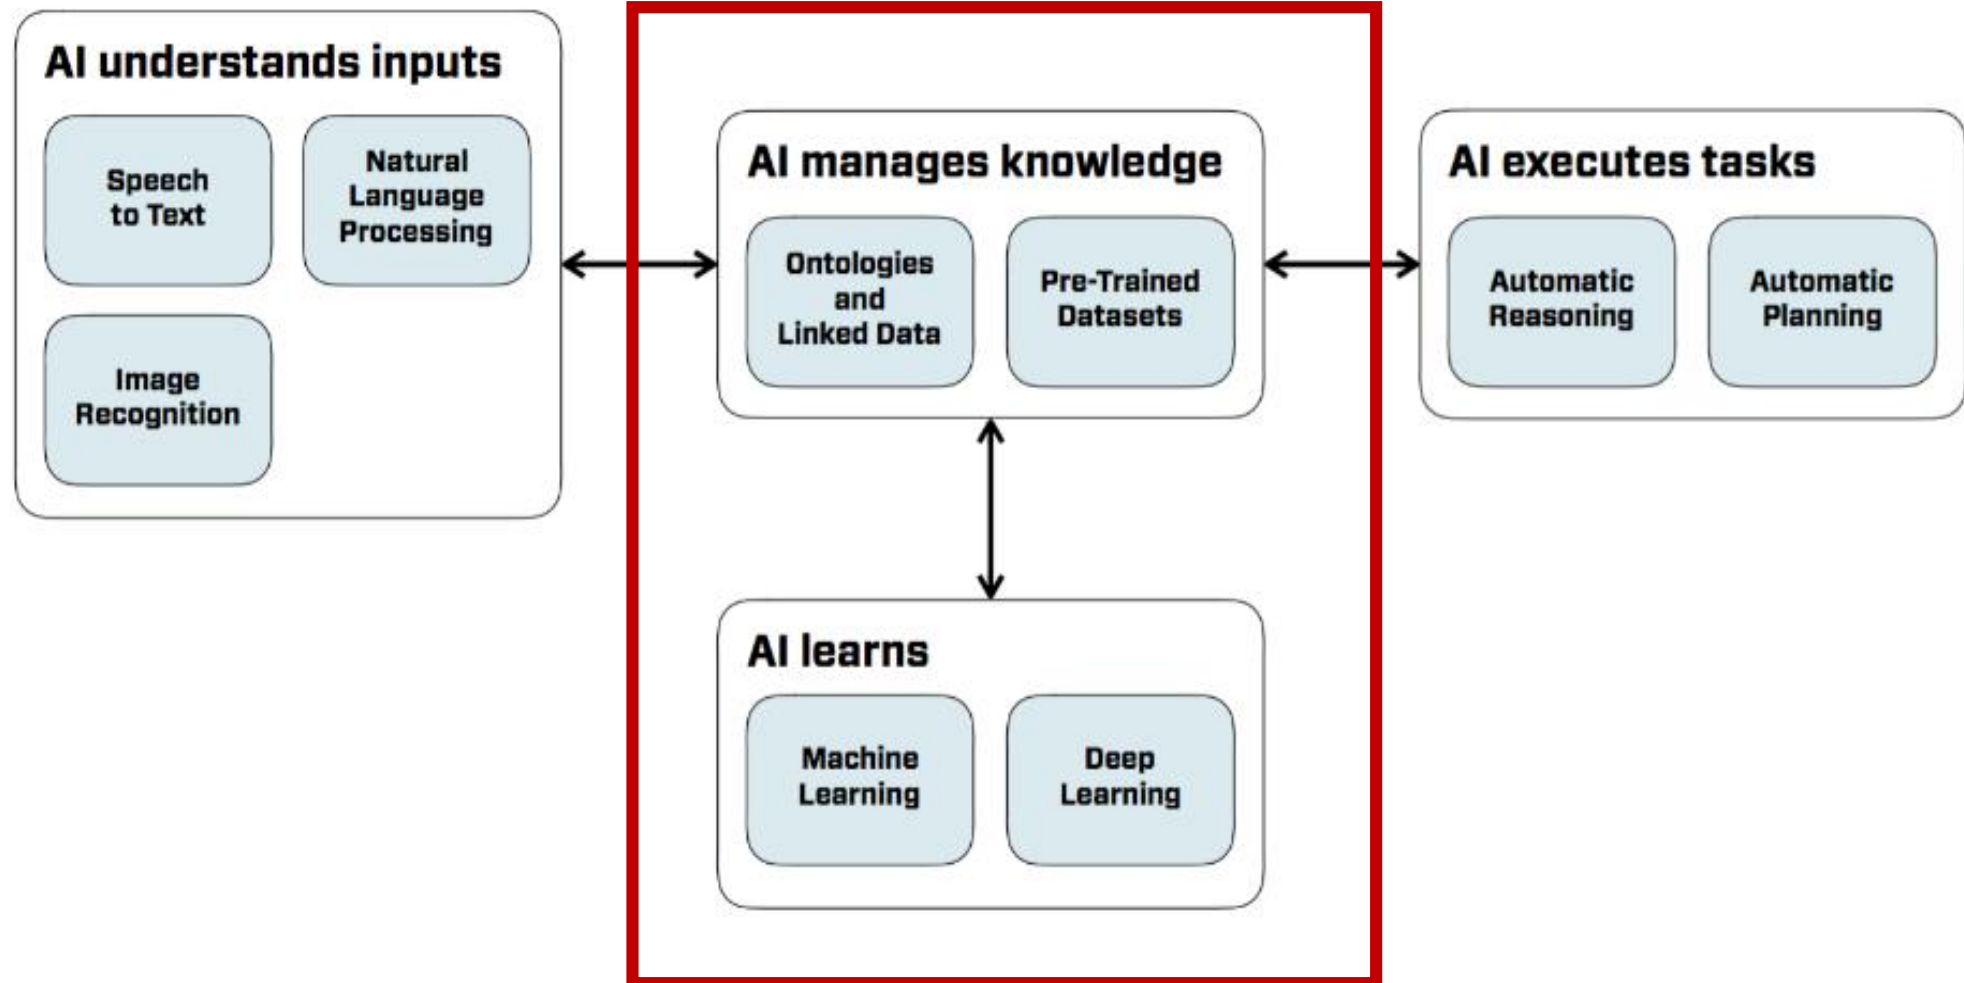 AI understands inputs
Speech
to Text
Natural
Language
Processing
Image
Recognition
AI manages knowledge
Ontologies
and
Linked Data
Pre-Trained
Datasets
AI executes tasks
Automatic
Reasoning
Automatic
Planning
AI learns
Machine
Learning
Deep
Learning